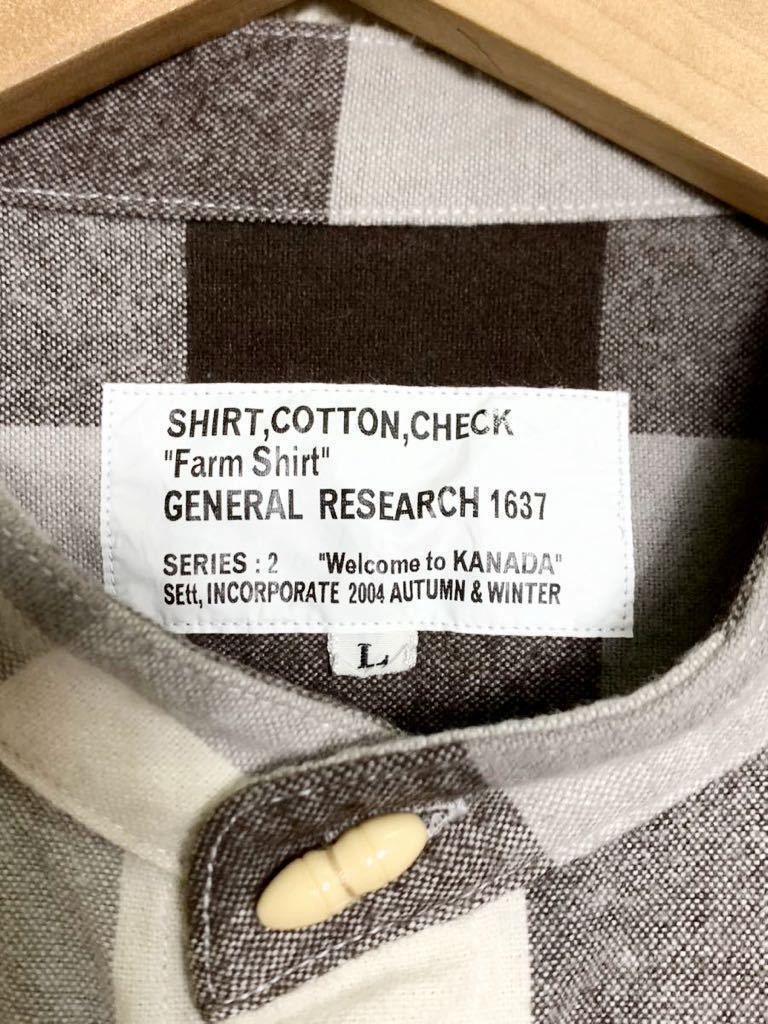 SHIRT,COTTON,CHECK
"Farm Shirt"
GENERAL RESEARCH 1637
SERIES : 2 "Welcome to KANADA"
SEtt, INCORPORATE 2004 AUTUMN & WINTER
L